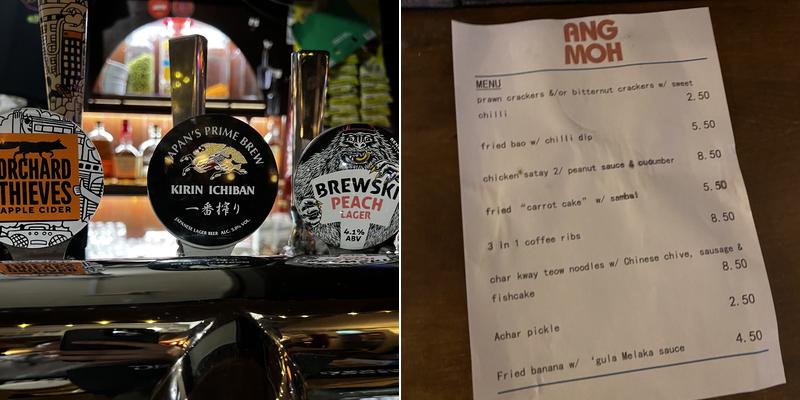 ORCHARD
THIEVES
APPLE CIDER
JAPAN'S PRIME BREW
KIRIN ICHIBAN
一番搾り
JAPANESE LAGER BEER ALC. 5.0% VOL.
BREWSKI
PEACH
LAGER
4.1%
ABV
ANG
MOH
MENU
prawn crackers &/or bitternut crackers w/ sweet
chilli
2.50
fried bao w/ chilli dip
5.50
chicken satay 2/ peanut sauce & cucumber
8.50
fried “carrot cake” w/ sambal
5.50
3 in 1 coffee ribs
8.50
char kway teow noodles w/ Chinese chive, sausage &
fishcake
8.50
Achar pickle
2.50
Fried banana w/ ‘gula Melaka sauce
4.50